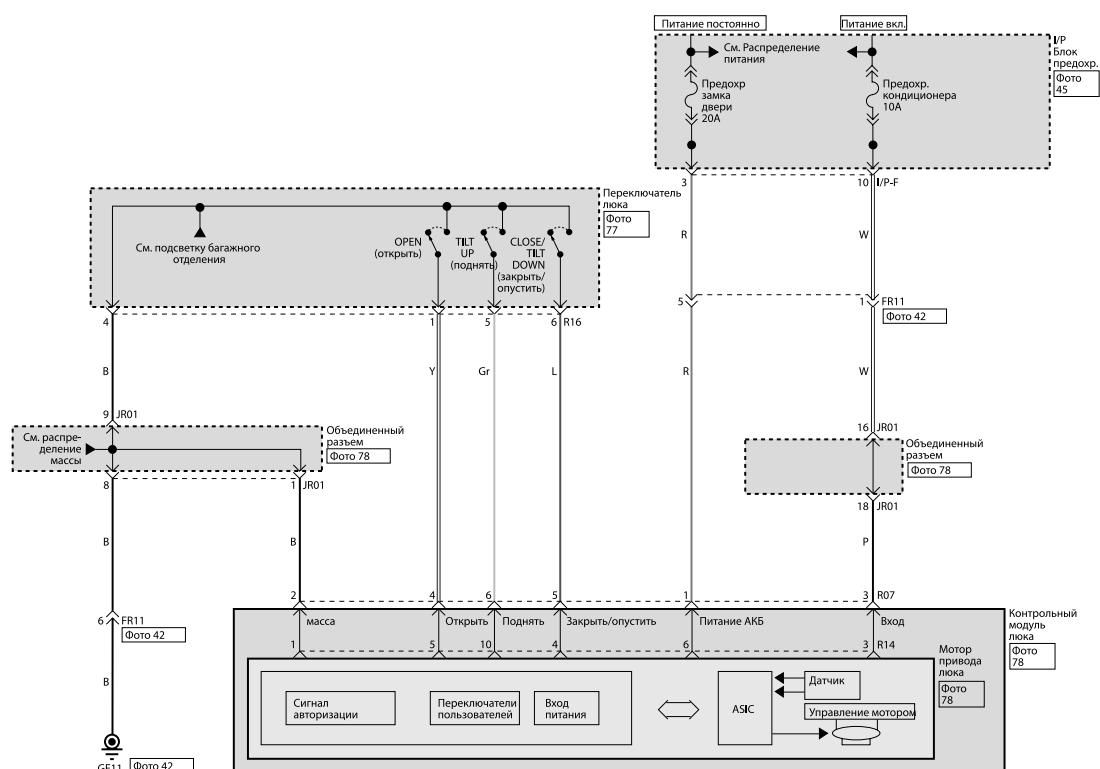 Питание постоянно
Питание вкл.
См. Распределение
питания
I/P
Блок
предохр.
Фото
45
Предохр
замка
двери
20A
Предохр.
кондиционера
10A
3
10
I/P-F
Переключатель
люка
Фото
77
См. подсветку багажного
отделения
OPEN
(открыть)
TILT
UP
(поднять)
CLOSE/
TILT
DOWN
(закрыть/
опустить)
R
W
5
1
FR11
Фото 42
4
1
5
6
R16
B
Y
Gr
L
R
W
9
JR01
16
JR01
См. распре-
деление
массы
Объединенный
разъем
Фото 78
Объединенный
разъем
Фото 78
8
1
JR01
18
JR01
B
B
P
2
4
6
5
1
3
R07
6
FR11
Фото 42
масса
Открыть
Поднять
Закрыть/опустить
Питание АКБ
Вход
Контрольный
модуль
люка
Фото
78
1
5
10
4
6
3
R14
Мотор
привода
люка
Фото
78
B
Сигнал
авторизации
Переключатели
пользователей
Вход
питания
ASIC
Датчик
Управление мотором
GF11
Фото 42